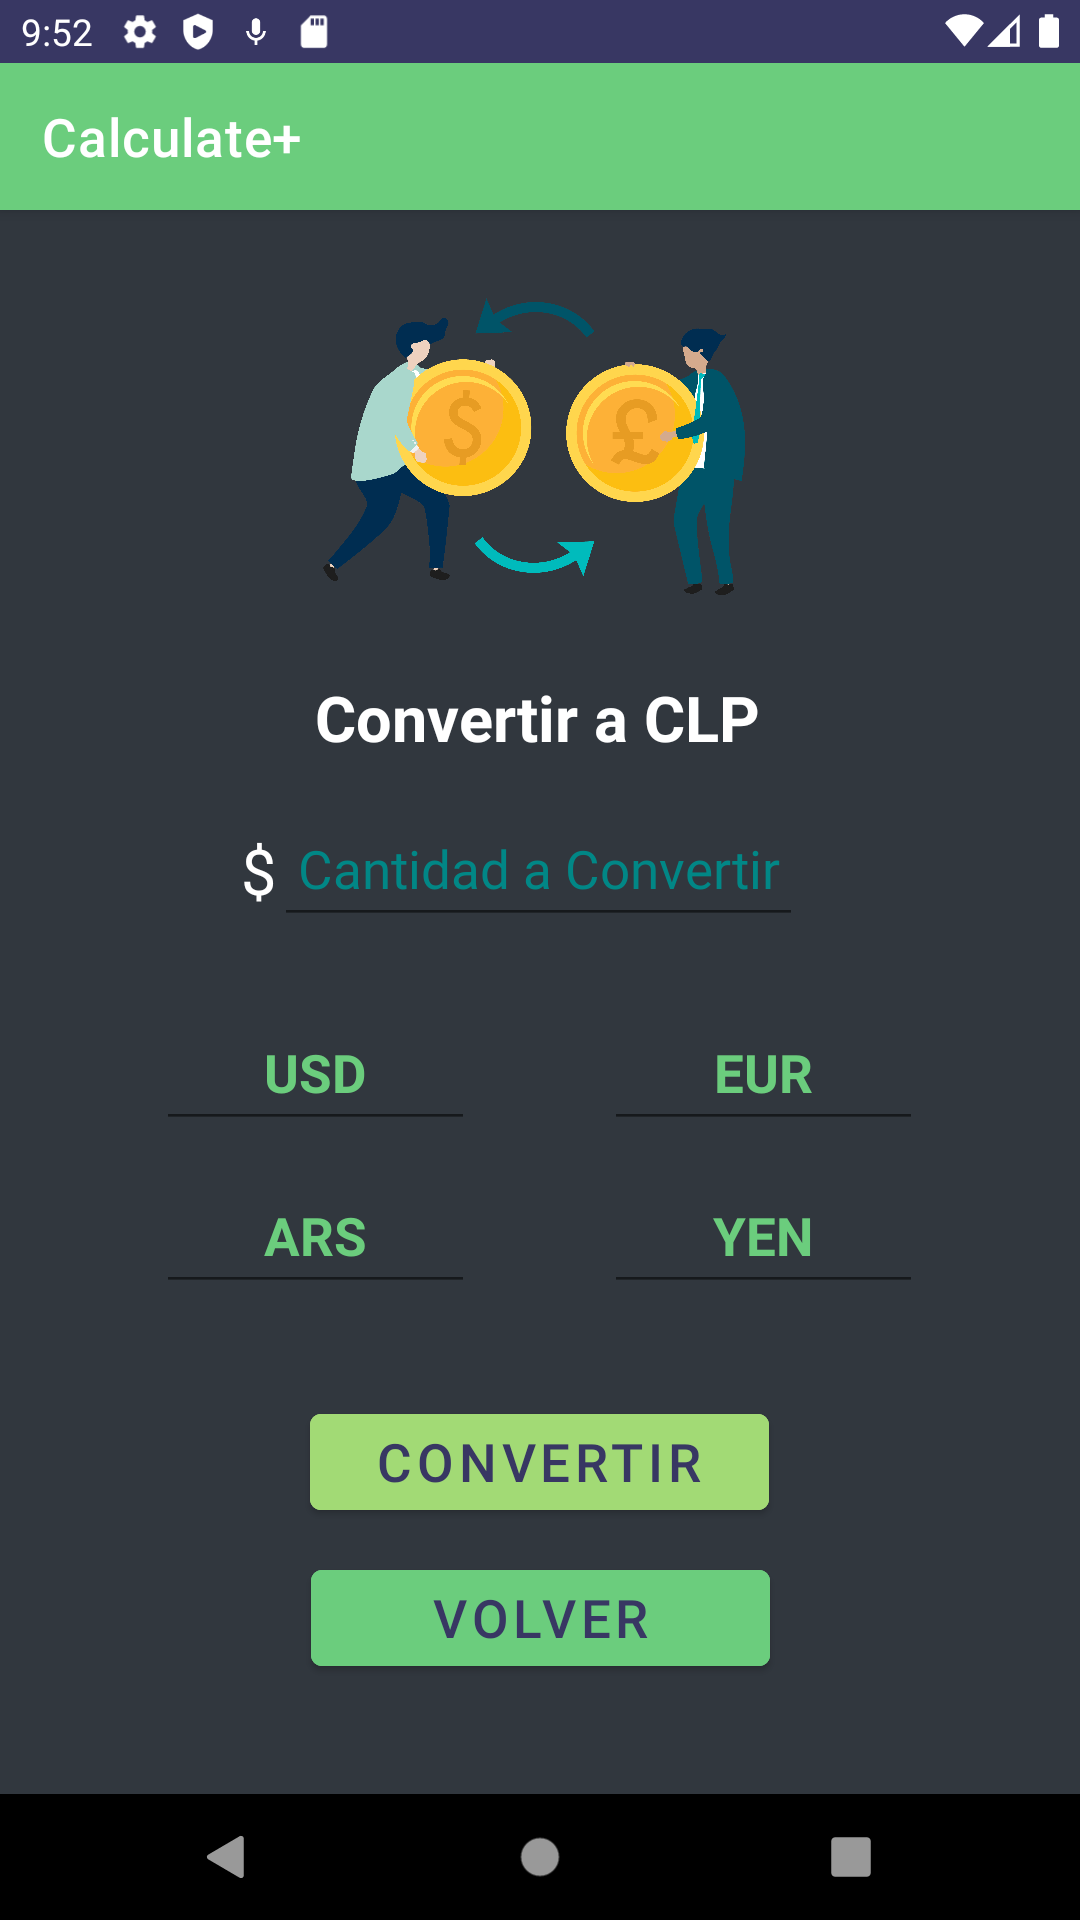 9:52
Calculate+
$ £
Convertir a CLP
$ Cantidad a Convertir
USD EUR
ARS YEN
CONVERTIR
VOLVER